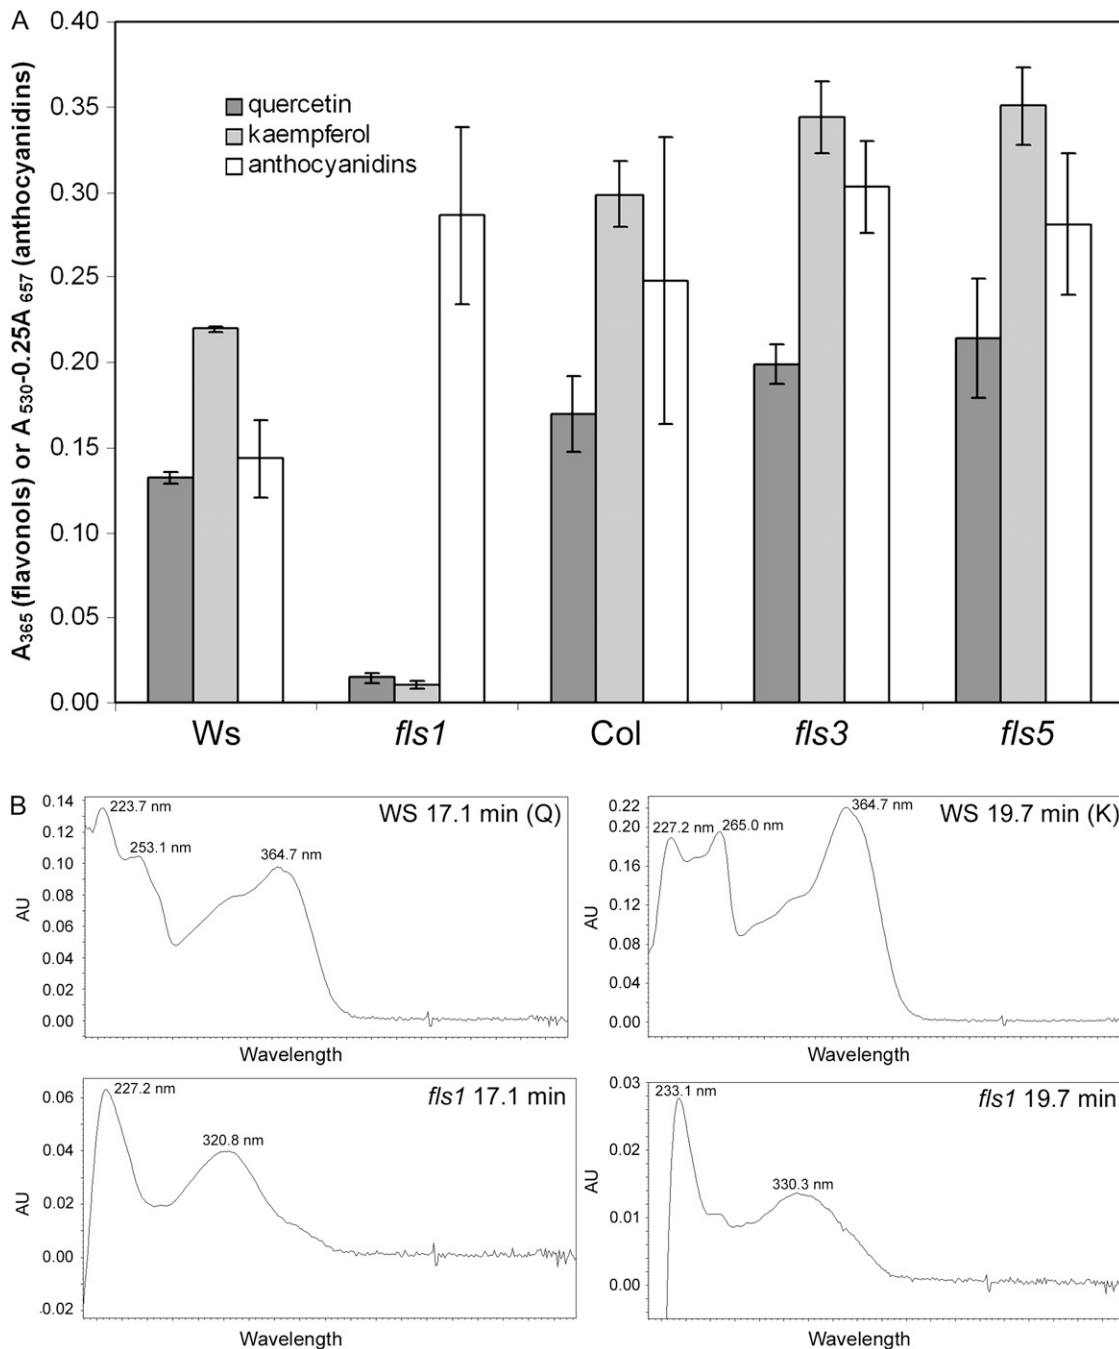 A
A365 (flavonols) or A 530-0.25A 657 (anthocyanidins)
0.40
0.35
0.30
0.25
0.20
0.15
0.10
0.05
0.00
quercetin
kaempferol
anthocyanidins
Ws fls1 Col fls3 fls5
B
WS 17.1 min (Q)
0.14
0.12
0.10
0.08
0.06
0.04
0.02
0.00
AU
223.7 nm
253.1 nm
364.7 nm
Wavelength
WS 19.7 min (K)
0.22
0.20
0.16
0.12
0.08
0.04
0.00
AU
227.2 nm
265.0 nm
364.7 nm
Wavelength
fls1 17.1 min
0.06
0.04
0.02
0.00
-0.02
AU
227.2 nm
320.8 nm
Wavelength
fls1 19.7 min
0.03
0.02
0.01
0.00
AU
233.1 nm
330.3 nm
Wavelength